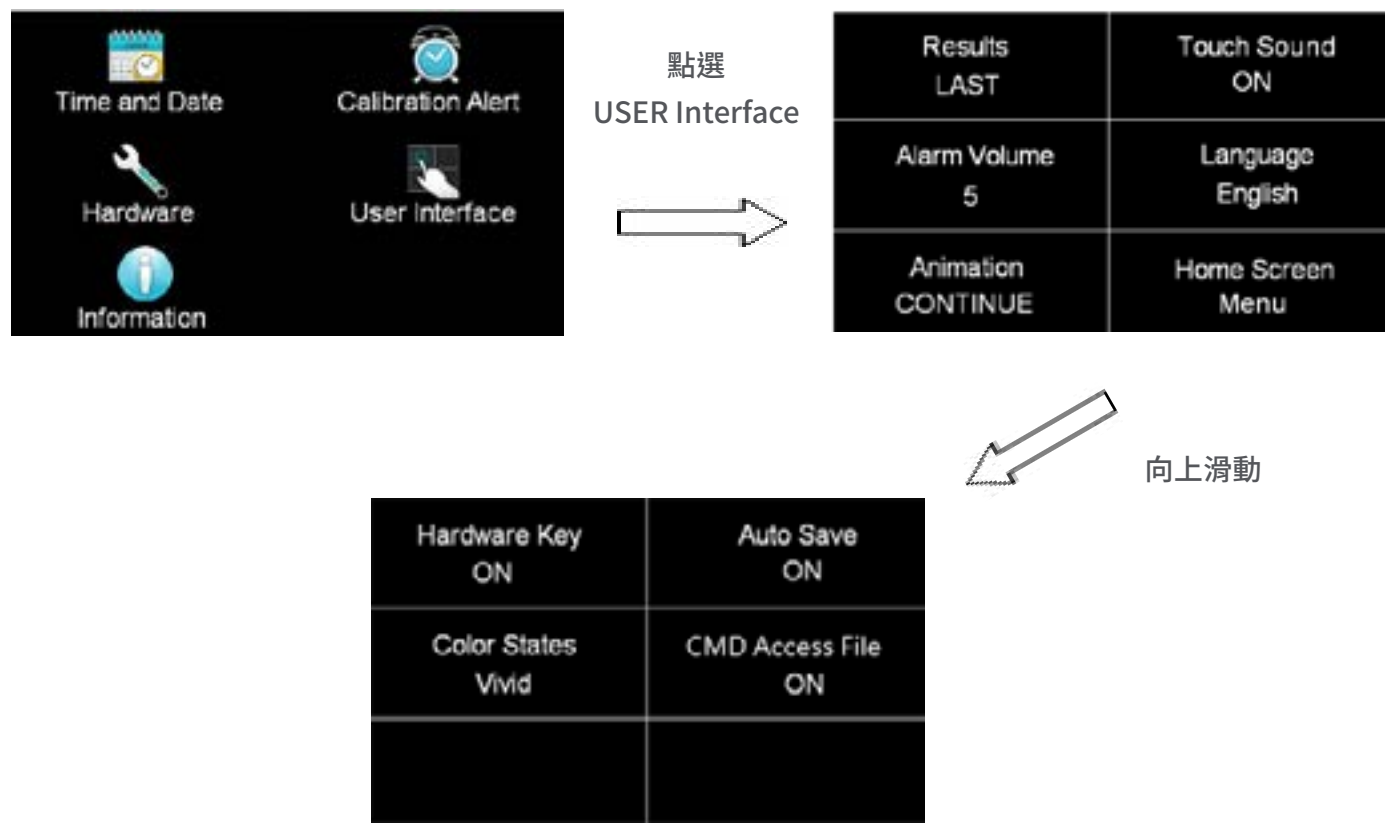 Time and Date
Calibration Alert
Hardware
User Interface
Information
點選
USER Interface
Results
LAST
Touch Sound
ON
Alarm Volume
5
Language
English
Animation
CONTINUE
Home Screen
Menu
向上滑動
Hardware Key
ON
Auto Save
ON
Color States
Vivid
CMD Access File
ON